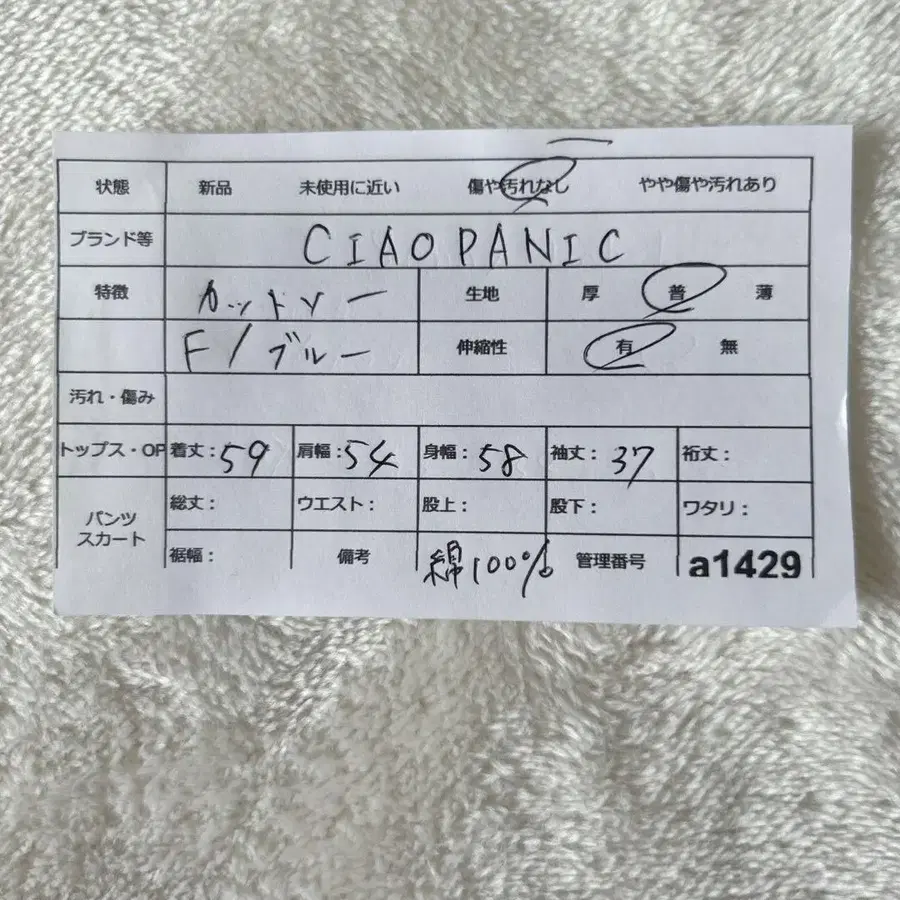 状態 新品 未使用に近い 傷や汚れなし やや傷や汚れあり
ブランド等 CIAO PANIC
特徴 カットソー 生地 厚 普 薄
F/ブルー 伸縮性 有 無
汚れ・傷み
トップス・OP 着丈：59 肩幅：54 身幅：58 袖丈：37 裄丈：
パンツ スカート 総丈： ウエスト： 股上： 股下： ワタリ：
裾幅： 備考 綿100% 管理番号 a1429